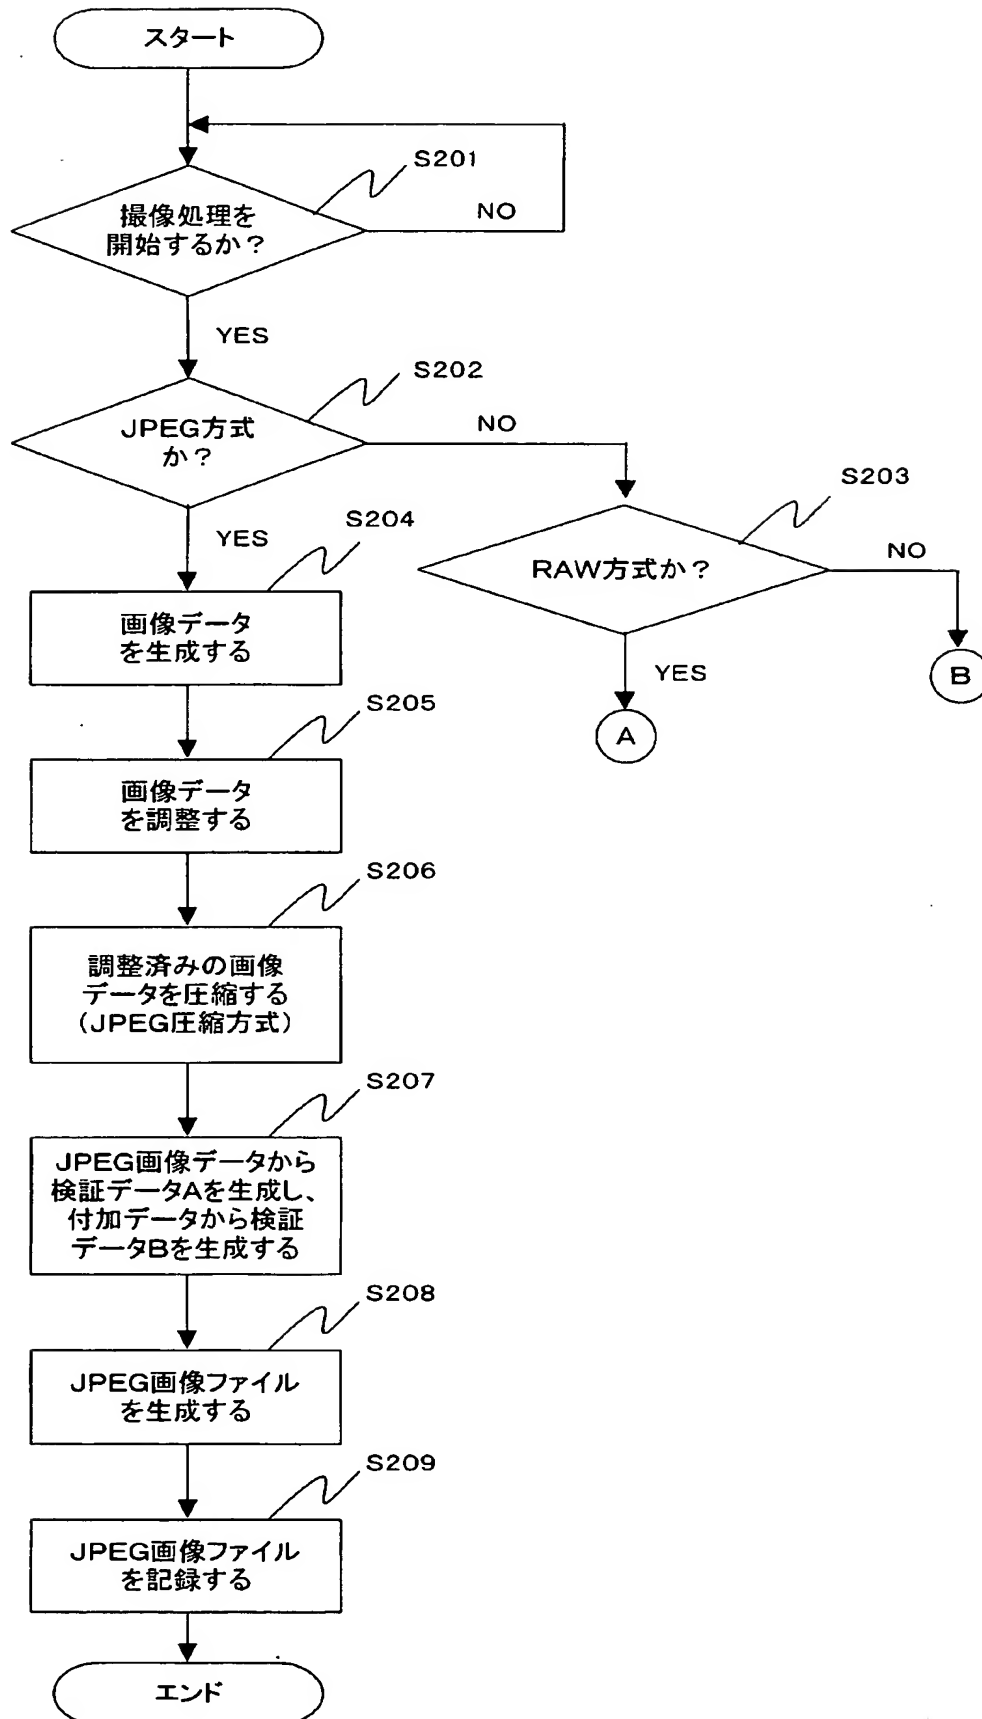 スタート
S201
撮像処理を
開始するか？
NO
YES
S202
JPEG方式
か？
NO
YES
S203
RAW方式か？
NO
YES
B
A
S204
画像データ
を生成する
S205
画像データ
を調整する
S206
調整済みの画像
データを圧縮する
(JPEG圧縮方式)
S207
JPEG画像データから
検証データAを生成し、
付加データから検証
データBを生成する
S208
JPEG画像ファイル
を生成する
S209
JPEG画像ファイル
を記録する
エンド